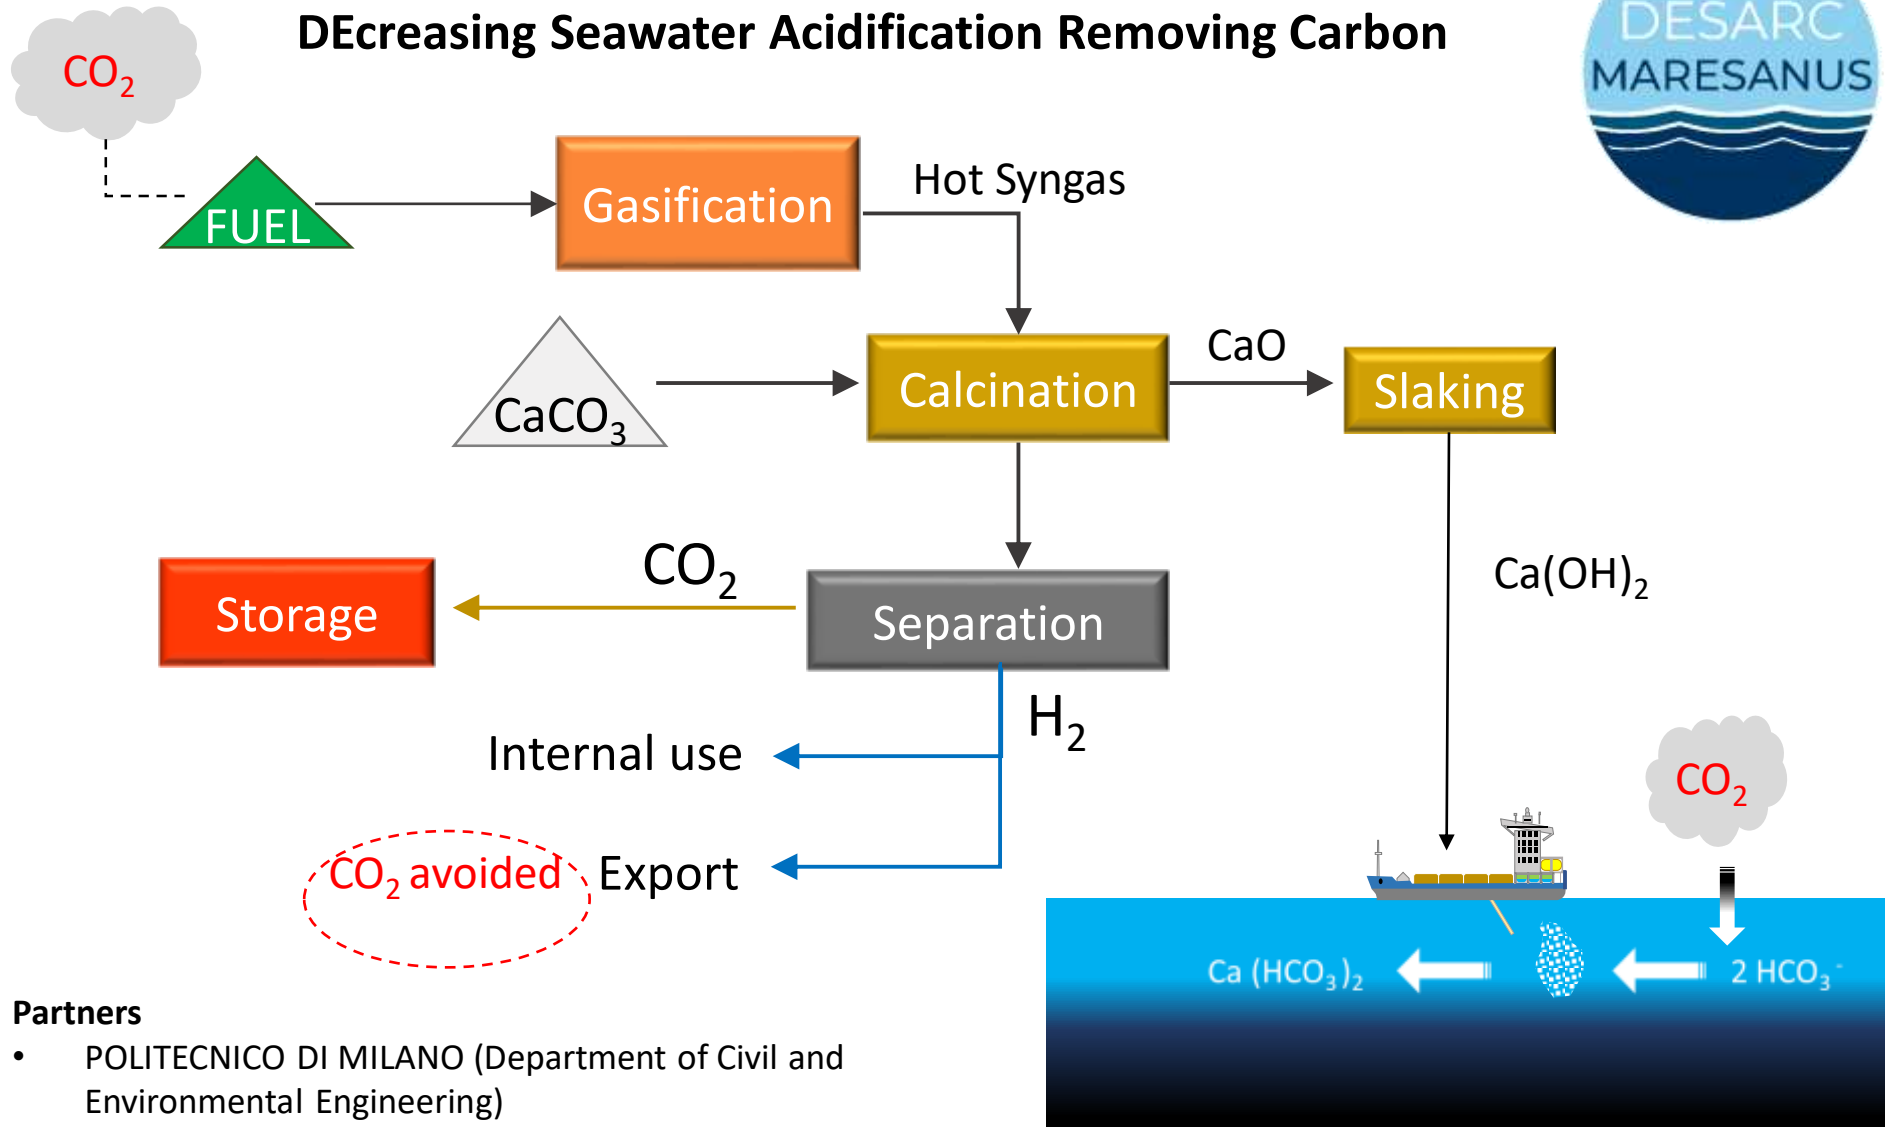 DEcreasing Seawater Acidification Removing Carbon
DESARC
MARESANUS
CO₂
FUEL
Gasification
Hot Syngas
CaCO₃
Calcination
CaO
Slaking
Storage
CO₂
Separation
Ca(OH)₂
H₂
Internal use
CO₂ avoided
Export
CO₂
Ca (HCO₃)₂
2 HCO₃⁻
Partners
• POLITECNICO DI MILANO (Department of Civil and
Environmental Engineering)